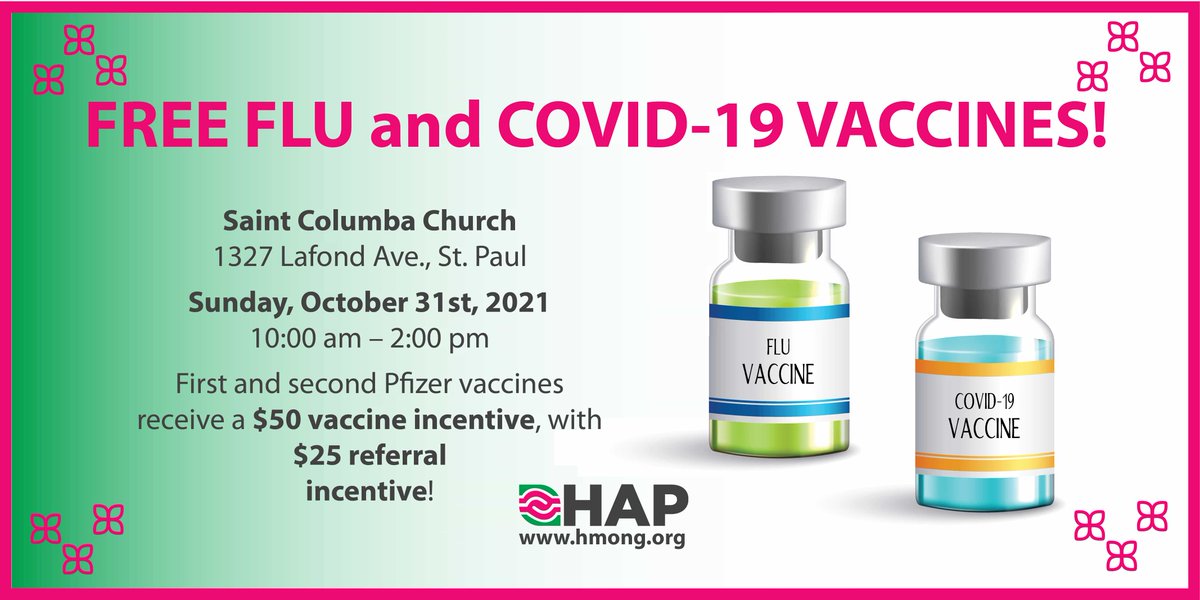 FREE FLU and COVID-19 VACCINES!
Saint Columba Church
1327 Lafond Ave., St. Paul
Sunday, October 31st, 2021
10:00 am – 2:00 pm
First and second Pfizer vaccines
receive a $50 vaccine incentive, with
$25 referral
incentive!
HAP
www.hmong.org
FLU
VACCINE
COVID-19
VACCINE